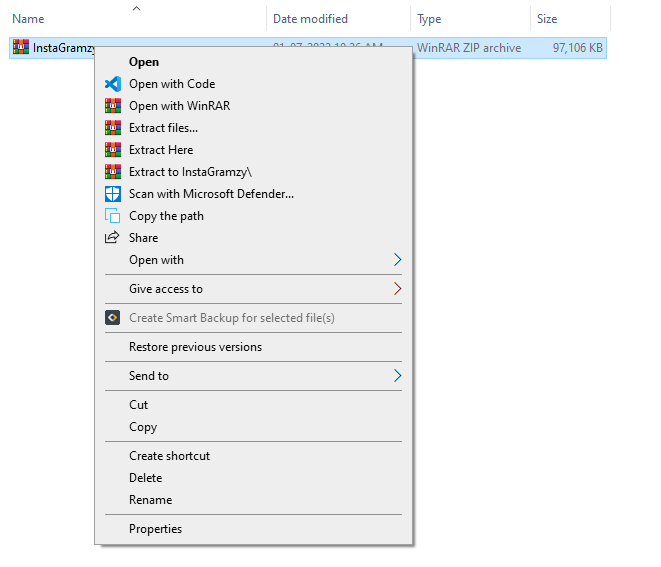 Name Date modified Type Size
InstaGramzy WinRAR ZIP archive 97,106 KB
Open
Open with Code
Open with WinRAR
Extract files...
Extract Here
Extract to InstaGramzy\
Scan with Microsoft Defender...
Copy the path
Share
Open with
Give access to
Create Smart Backup for selected file(s)
Restore previous versions
Send to
Cut
Copy
Create shortcut
Delete
Rename
Properties